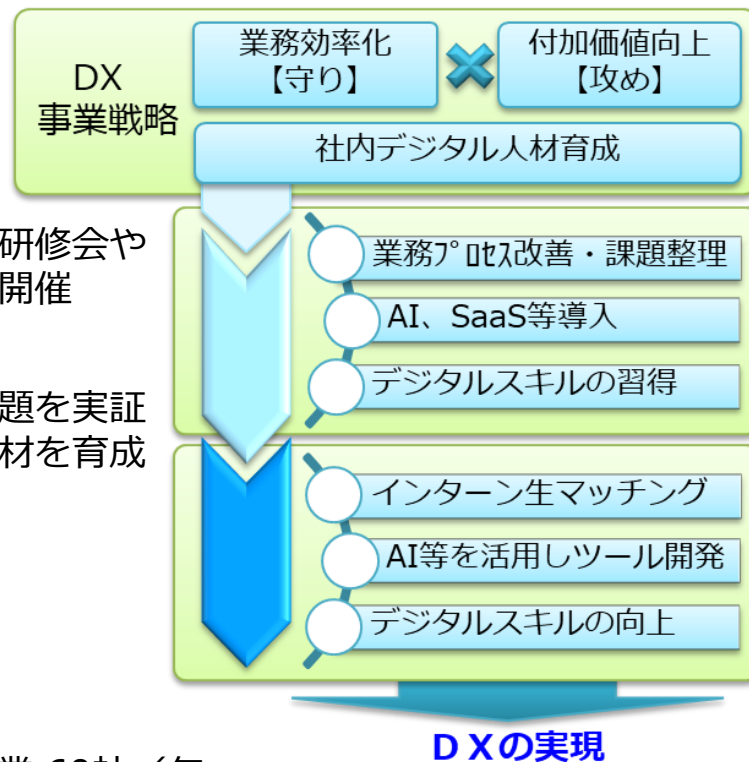 DX
事業戦略
業務効率化
【守り】
付加価値向上
【攻め】
社内デジタル人材育成
研修会や
開催
題を実証
材を育成
業務ﾌﾟﾛｾｽ改善・課題整理
AI、SaaS等導入
デジタルスキルの習得
インターン生マッチング
AI等を活用しツール開発
デジタルスキルの向上
ＤＸの実現